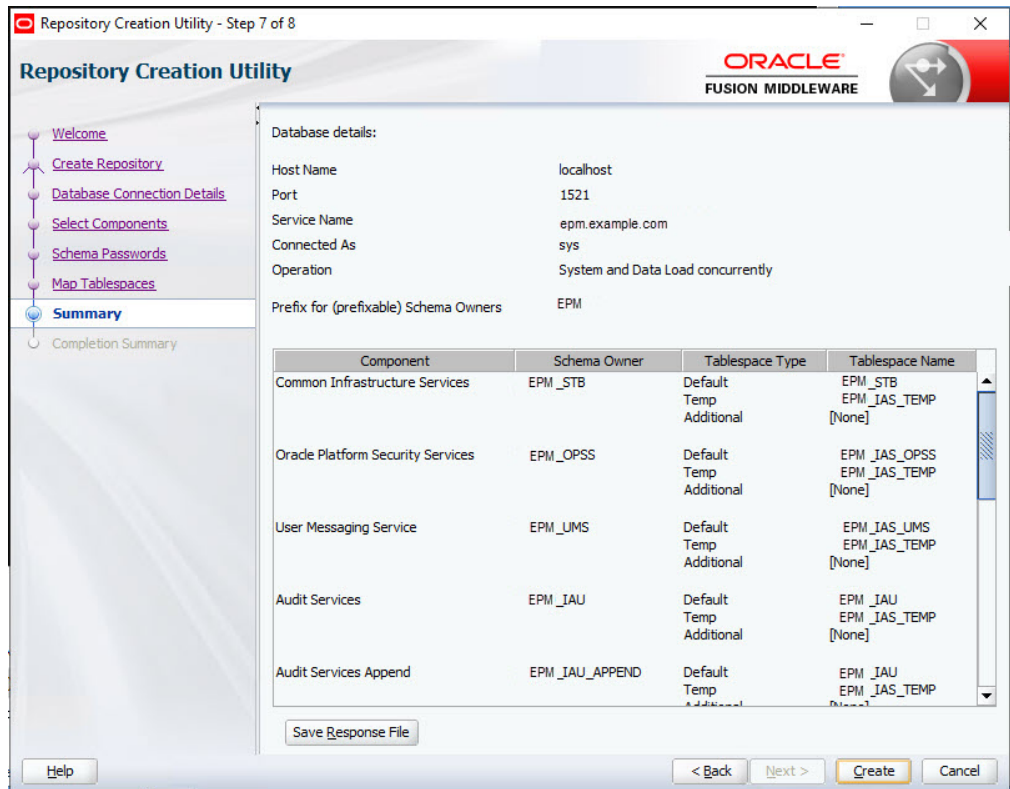 Repository Creation Utility - Step 7 of 8
Repository Creation Utility
ORACLE
FUSION MIDDLEWARE
Welcome
Create Repository
Database Connection Details
Select Components
Schema Passwords
Map Tablespaces
Summary
Completion Summary
Database details:
Host Name localhost
Port 1521
Service Name epm.example.com
Connected As sys
Operation System and Data Load concurrently
Prefix for (prefixable) Schema Owners EPM
Component Schema Owner Tablespace Type Tablespace Name
Common Infrastructure Services EPM_STB Default EPM_STB
Temp EPM_IAS_TEMP
Additional [None]
Oracle Platform Security Services EPM_OPSS Default EPM_IAS_OPSS
Temp EPM_IAS_TEMP
Additional [None]
User Messaging Service EPM_UMS Default EPM_IAS_UMS
Temp EPM_IAS_TEMP
Additional [None]
Audit Services EPM_IAU Default EPM_IAU
Temp EPM_IAS_TEMP
Additional [None]
Audit Services Append EPM_IAU_APPEND Default EPM_IAU
Temp EPM_IAS_TEMP
Additional [None]
Save Response File
Help < Back Next > Create Cancel